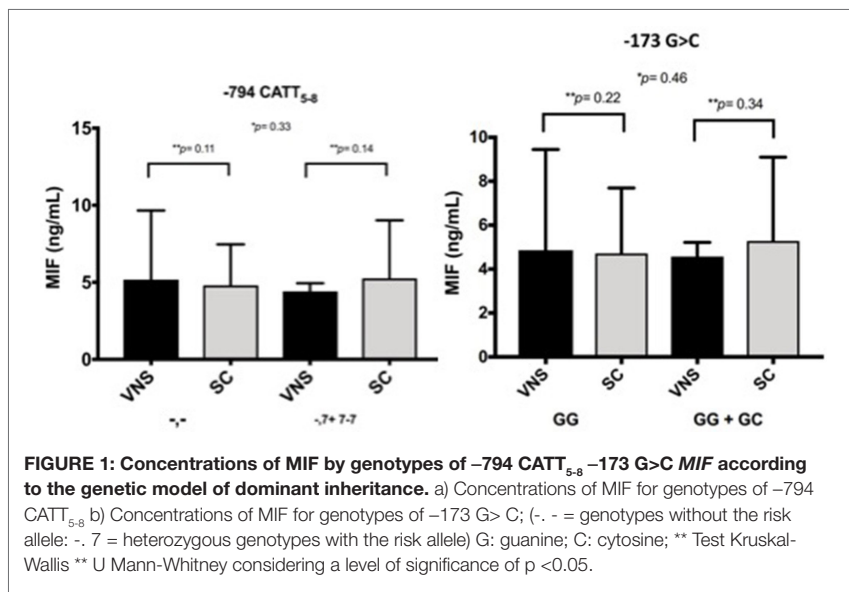 -794 CATT5-8
*p= 0.33
**p= 0.11
**p= 0.14
MIF (ng/mL)
15
10
5
0
VNS
SC
VNS
SC
-,-
-,7+ 7-7
-173 G>C
*p= 0.46
**p= 0.22
**p= 0.34
MIF (ng/mL)
10
8
6
4
2
0
VNS
SC
VNS
SC
GG
GG + GC
FIGURE 1: Concentrations of MIF by genotypes of –794 CATT5-8 –173 G>C MIF according
to the genetic model of dominant inheritance. a) Concentrations of MIF for genotypes of –794
CATT5-8 b) Concentrations of MIF for genotypes of –173 G> C; (-. - = genotypes without the risk
allele: -. 7 = heterozygous genotypes with the risk allele) G: guanine; C: cytosine; ** Test Kruskal-
Wallis ** U Mann-Whitney considering a level of significance of p <0.05.